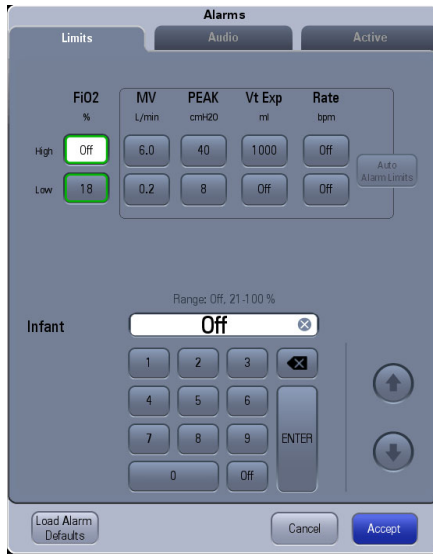 Alarms
Limits Audio Active
FiO2 MV PEAK Vt Exp Rate
% L/min cmH2O ml bpm
High Off 6.0 40 1000 Off
Auto
Alarm Limits
Low 18 0.2 8 Off Off
Range: Off, 21-100 %
Infant Off
1 2 3
4 5 6
7 8 9 ENTER
0 Off
Load Alarm
Defaults
Cancel Accept